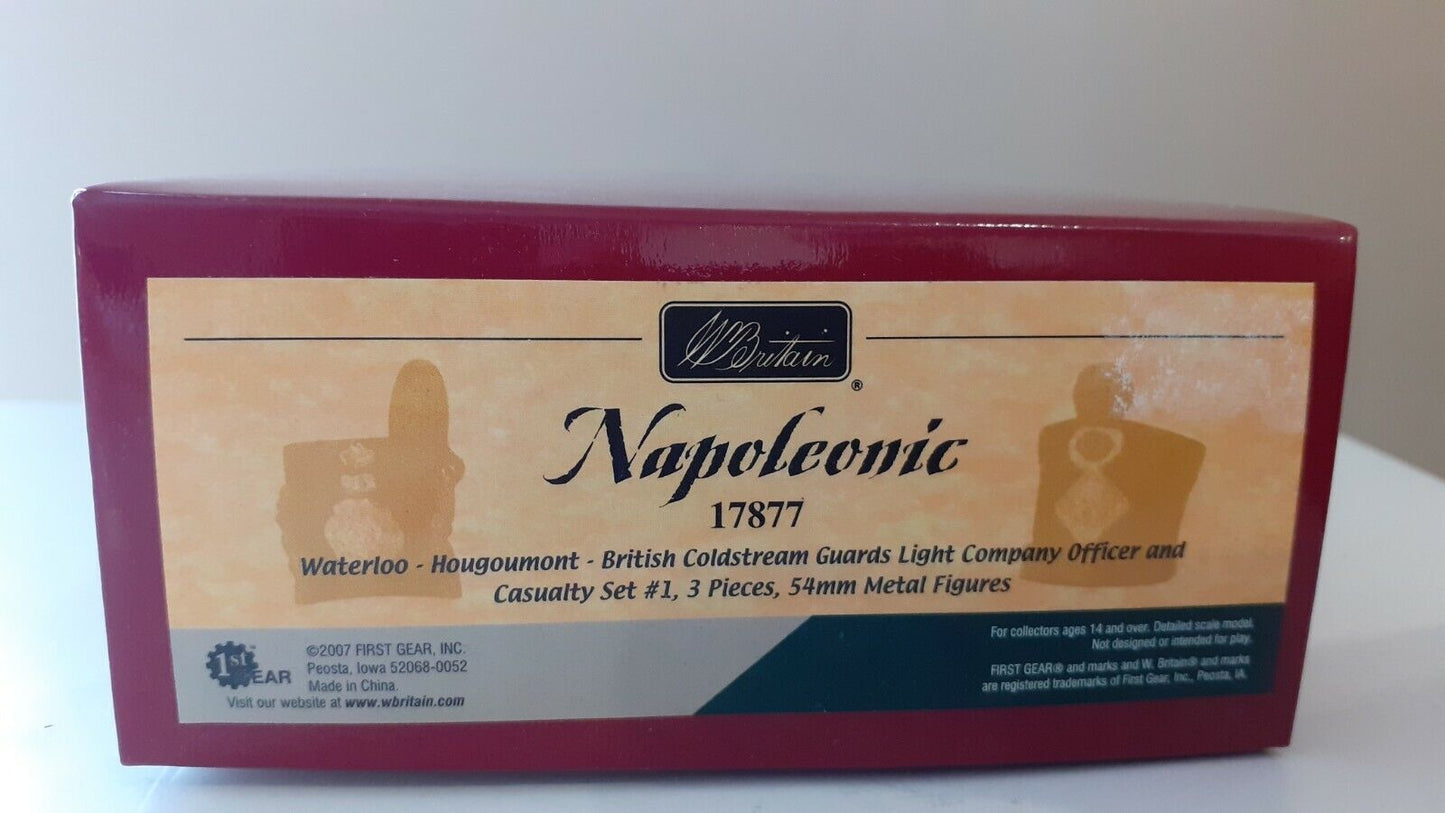 W Britain
®
Napoleonic
17877
Waterloo - Hougoumont - British Coldstream Guards Light Company Officer and
Casualty Set #1, 3 Pieces, 54mm Metal Figures
1ST GEAR™
©2007 FIRST GEAR, INC.
Peosta, Iowa 52068-0052
Made in China.
Visit our website at www.wbritain.com
For collectors ages 14 and over. Detailed scale model.
Not designed or intended for play.
FIRST GEAR® and marks and W. Britain® and marks
are registered trademarks of First Gear, Inc., Peosta, IA.